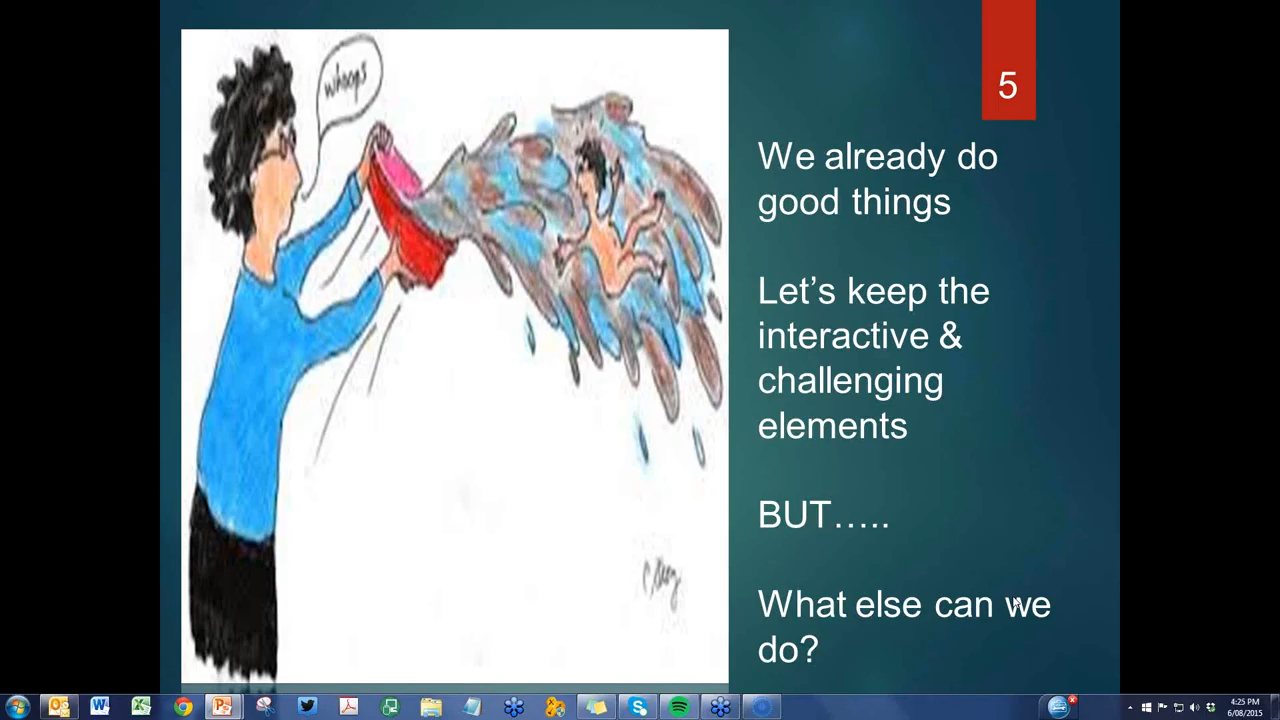 whoops
5
We already do
good things
Let’s keep the
interactive &
challenging
elements
BUT…..
What else can we
do?
4:25 PM
6/08/2015